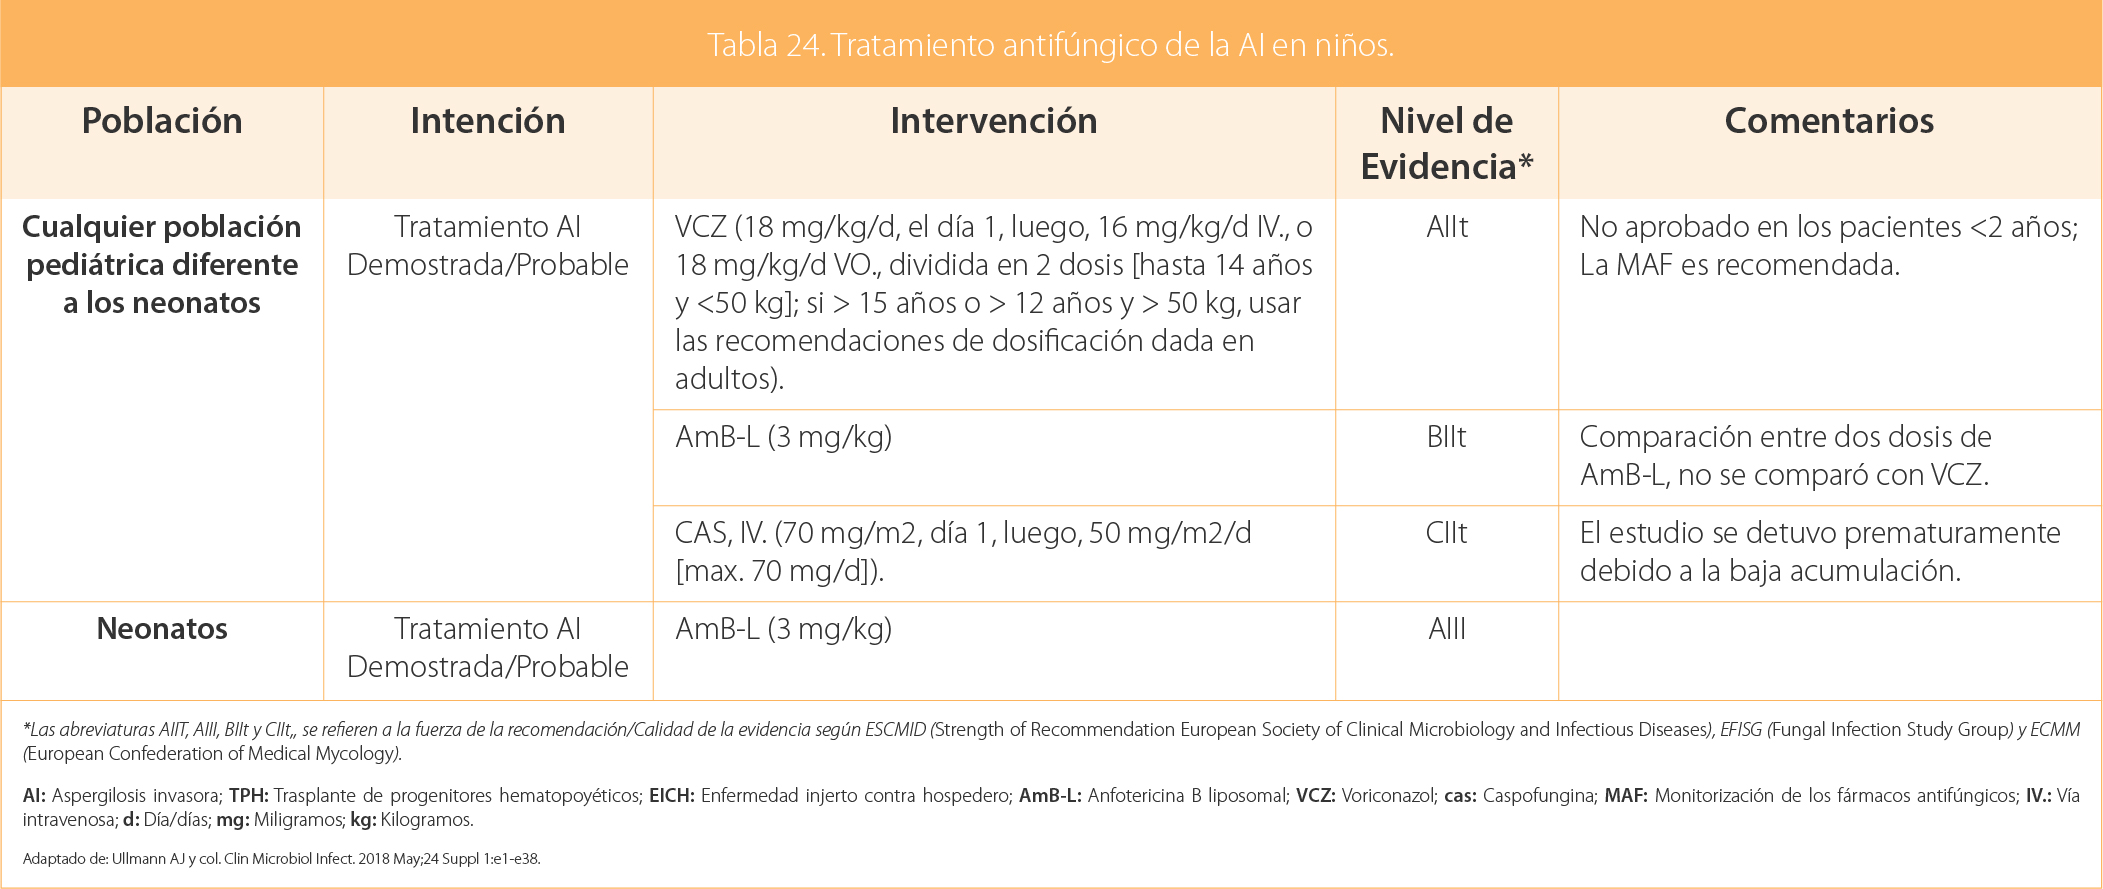 Tabla 24. Tratamiento antifúngico de la AI en niños.
Población
Intención
Intervención
Nivel de
Evidencia*
Comentarios
Cualquier población
pediátrica diferente
a los neonatos
Tratamiento AI
Demostrada/Probable
VCZ (18 mg/kg/d, el día 1, luego, 16 mg/kg/d IV., o
18 mg/kg/d VO., dividida en 2 dosis [hasta 14 años
y <50 kg]; si > 15 años o > 12 años y > 50 kg, usar
las recomendaciones de dosificación dada en
adultos).
AIIt
No aprobado en los pacientes <2 años;
La MAF es recomendada.
AmB-L (3 mg/kg)
BIIt
Comparación entre dos dosis de
AmB-L, no se comparó con VCZ.
CAS, IV. (70 mg/m2, día 1, luego, 50 mg/m2/d
[max. 70 mg/d]).
CIIt
El estudio se detuvo prematuramente
debido a la baja acumulación.
Neonatos
Tratamiento AI
Demostrada/Probable
AmB-L (3 mg/kg)
AIII
*Las abreviaturas AIIT, AIII, BIIt y CIIt,, se refieren a la fuerza de la recomendación/Calidad de la evidencia según ESCMID (Strength of Recommendation European Society of Clinical Microbiology and Infectious Diseases), EFISG (Fungal Infection Study Group) y ECMM
(European Confederation of Medical Mycology).
AI: Aspergilosis invasora; TPH: Trasplante de progenitores hematopoyéticos; EICH: Enfermedad injerto contra hospedero; AmB-L: Anfotericina B liposomal; VCZ: Voriconazol; cas: Caspofungina; MAF: Monitorización de los fármacos antifúngicos; IV.: Vía
intravenosa; d: Día/días; mg: Miligramos; kg: Kilogramos.
Adaptado de: Ullmann AJ y col. Clin Microbiol Infect. 2018 May;24 Suppl 1:e1-e38.